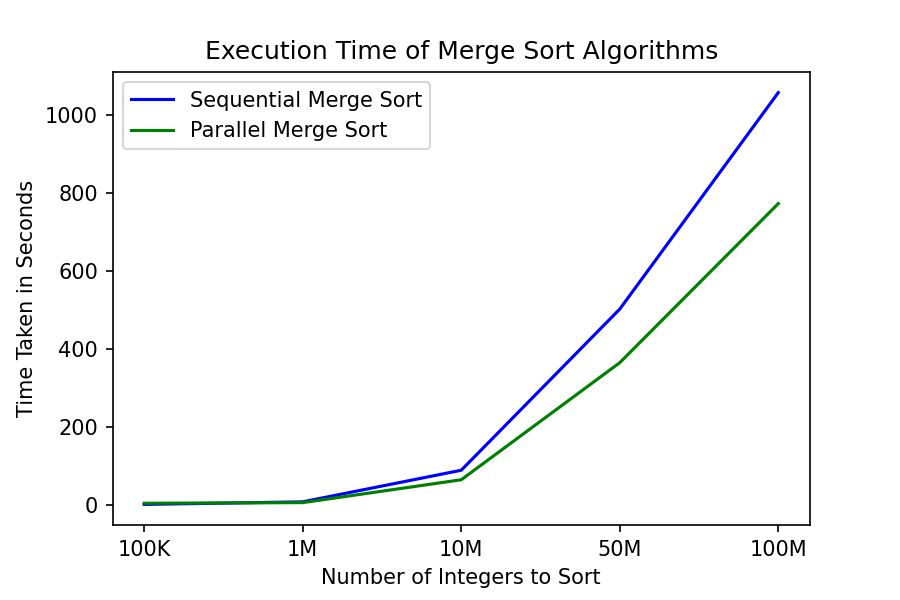 Execution Time of Merge Sort Algorithms
Sequential Merge Sort
Parallel Merge Sort
Time Taken in Seconds
1000
800
600
400
200
0
100K 1M 10M 50M 100M
Number of Integers to Sort